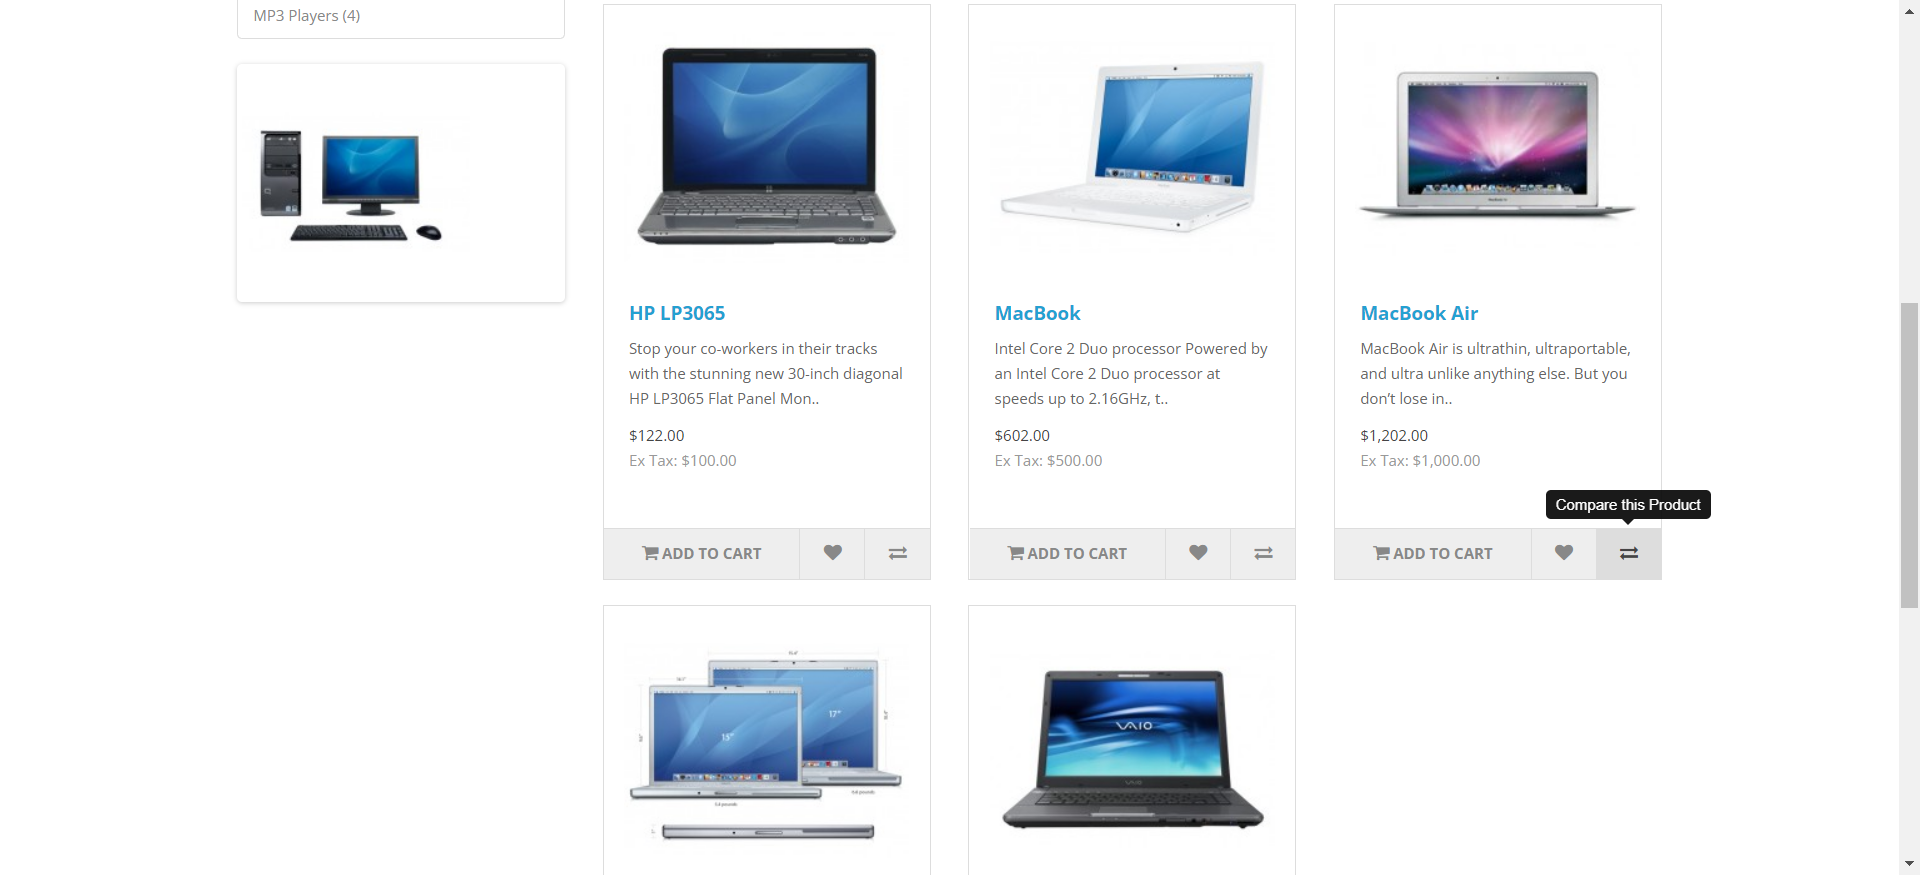 MP3 Players (4)
HP LP3065
Stop your co-workers in their tracks
with the stunning new 30-inch diagonal
HP LP3065 Flat Panel Mon..
$122.00
Ex Tax: $100.00
ADD TO CART
MacBook
Intel Core 2 Duo processor Powered by
an Intel Core 2 Duo processor at
speeds up to 2.16GHz, t..
$602.00
Ex Tax: $500.00
ADD TO CART
MacBook Air
MacBook Air is ultrathin, ultraportable,
and ultra unlike anything else. But you
don’t lose in..
$1,202.00
Ex Tax: $1,000.00
Compare this Product
ADD TO CART
17"
15"
VAIO